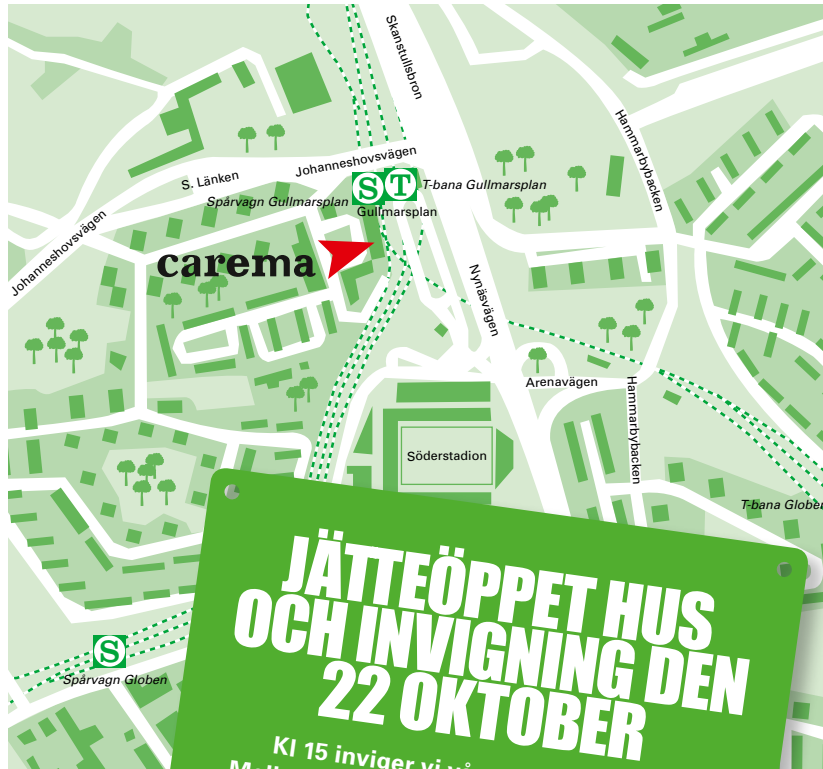 Skanstullsbron
Hammarbybacken
Johanneshovsvägen
S. Länken
T-bana Gullmarsplan
S T
Spårvagn Gullmarsplan
Gullmarsplan
Johanneshovsvägen
carema
Nynäsvägen
Arenavägen
Hammarbybacken
Söderstadion
T-bana Globen
JÄTTEÖPPET HUS
OCH INVIGNING DEN
22 OKTOBER
S
Spårvagn Globen
Kl 15 inviger vi